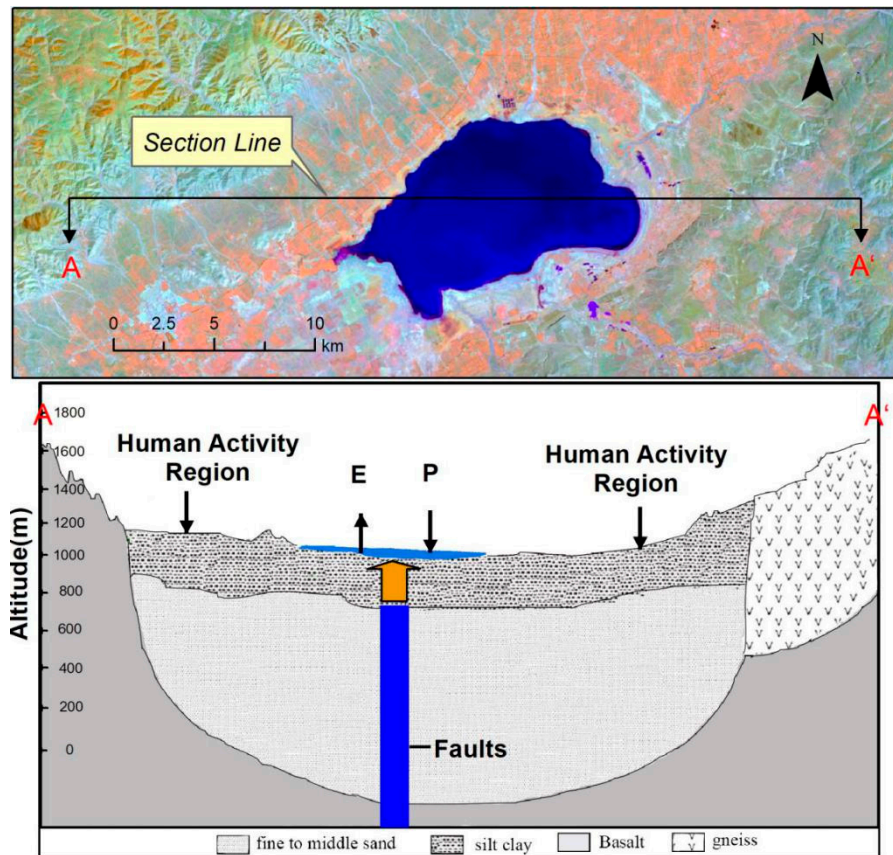 N
Section Line
A
A'
0 2.5 5 10
km
A
A'
1800
1600
1400
1200
1000
800
600
400
200
0
Altitude(m)
Human Activity
Region
E
P
Human Activity
Region
Faults
fine to middle sand
silt clay
Basalt
gneiss